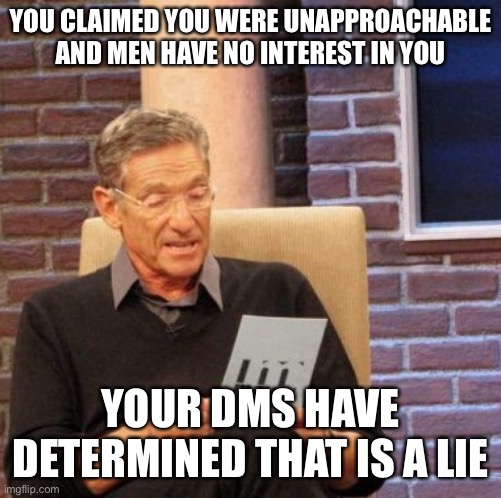 YOU CLAIMED YOU WERE UNAPPROACHABLE
AND MEN HAVE NO INTEREST IN YOU
YOUR DMS HAVE
DETERMINED THAT IS A LIE
imgflip.com